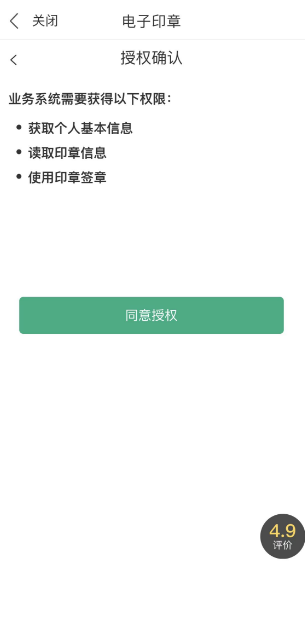 关闭 电子印章
授权确认
业务系统需要获得以下权限：
• 获取个人基本信息
• 读取印章信息
• 使用印章签章
同意授权
4.9
评价